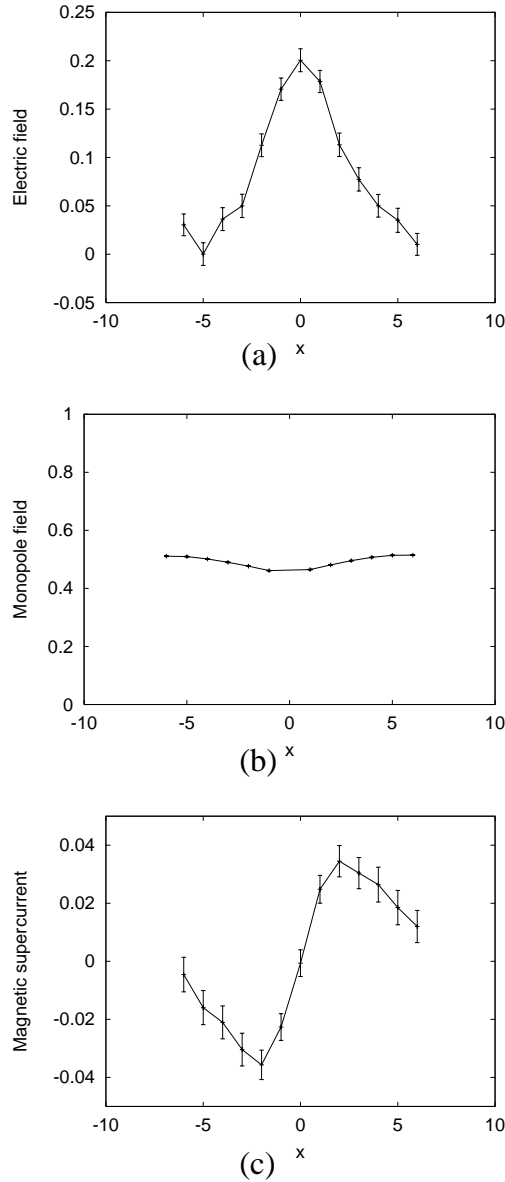 0.25
0.2
0.15
0.1
0.05
0
-0.05
Electric field
-10 -5 0 5 10
x
(a)
1
0.8
0.6
0.4
0.2
0
Monopole field
-10 -5 0 5 10
x
(b)
0.04
0.02
0
-0.02
-0.04
Magnetic supercurrent
-10 -5 0 5 10
x
(c)